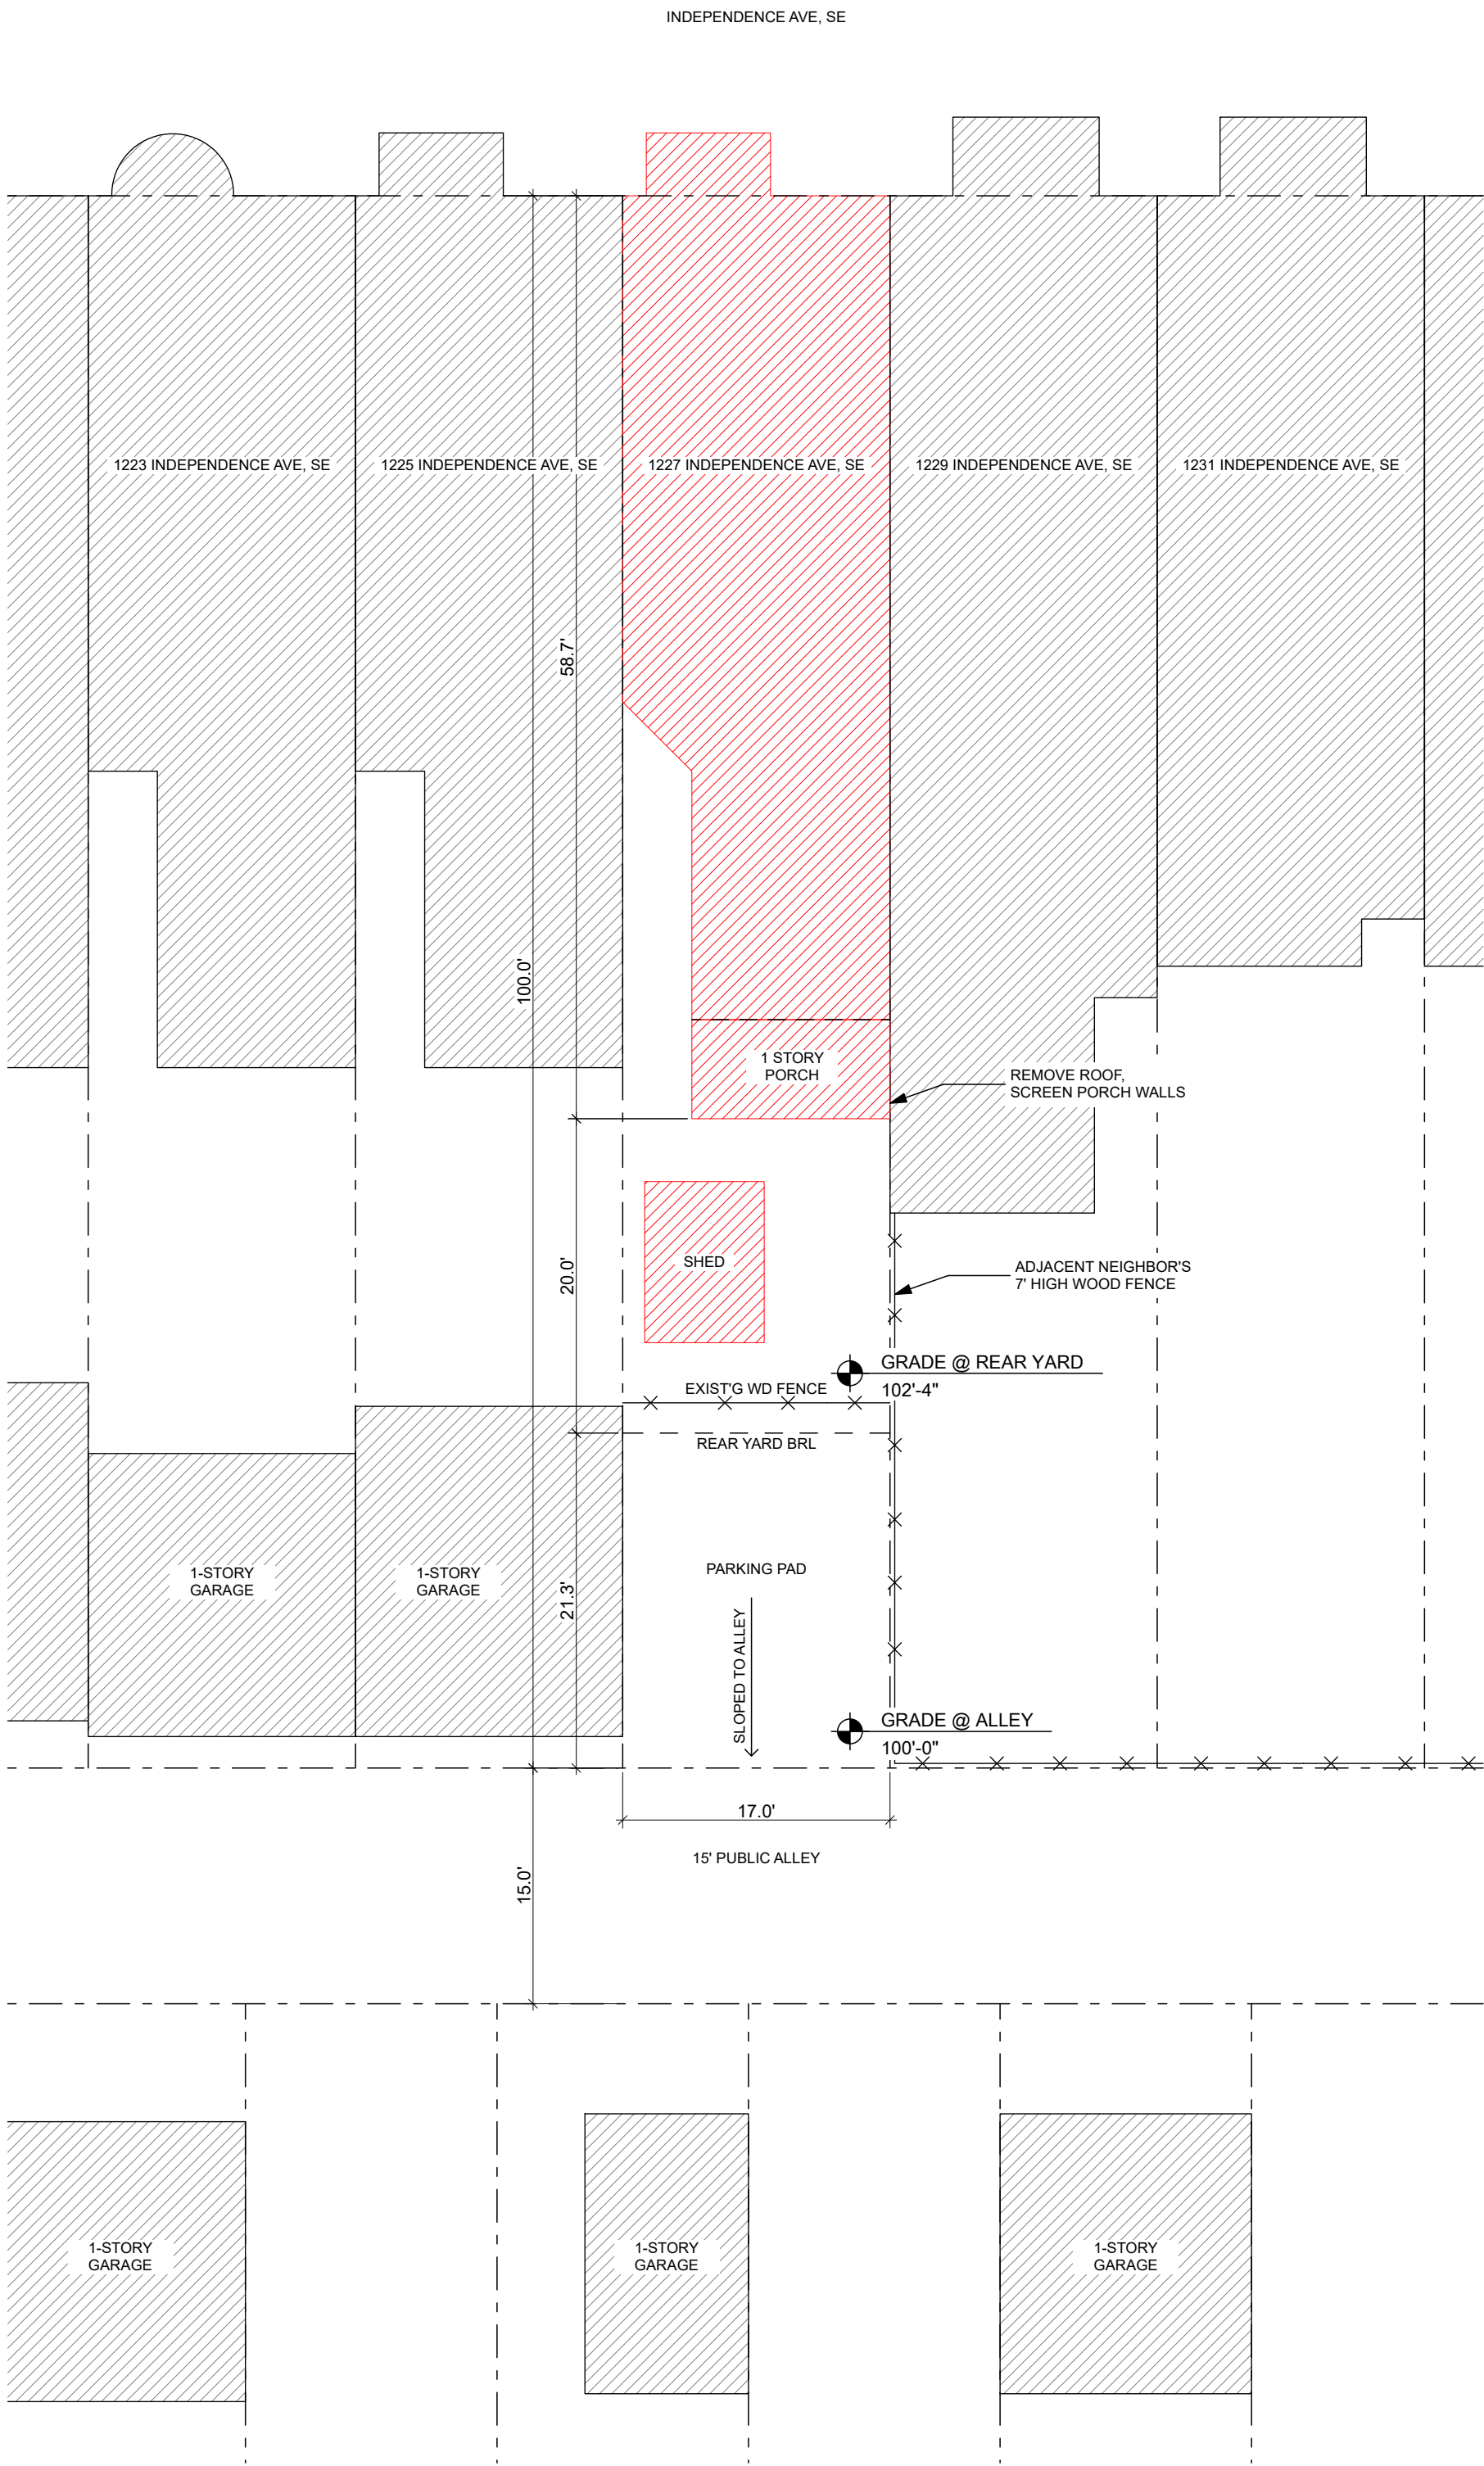 INDEPENDENCE AVE, SE
1223 INDEPENDENCE AVE, SE
1225 INDEPENDENCE AVE, SE
1227 INDEPENDENCE AVE, SE
1229 INDEPENDENCE AVE, SE
1231 INDEPENDENCE AVE, SE
58.7'
100.0'
1 STORY
PORCH
REMOVE ROOF,
SCREEN PORCH WALLS
SHED
20.0'
ADJACENT NEIGHBOR'S
7' HIGH WOOD FENCE
GRADE @ REAR YARD
102'-4"
EXIST'G WD FENCE
REAR YARD BRL
1-STORY
GARAGE
1-STORY
GARAGE
21.3'
PARKING PAD
SLOPED TO ALLEY
GRADE @ ALLEY
100'-0"
17.0'
15' PUBLIC ALLEY
15.0'
1-STORY
GARAGE
1-STORY
GARAGE
1-STORY
GARAGE